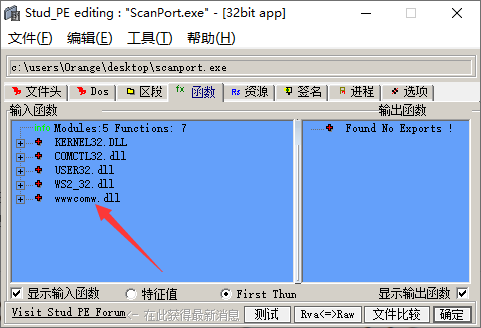 Stud_PE editing : "ScanPort.exe" - [32bit app]
文件(F) 编辑(E) 工具(T) 帮助(H)
c:\users\Orange\desktop\scanport.exe
文件头 Dos 区段 fx 函数 Rs 资源 签名 进程 选项
输入函数 输出函数
Modules:5 Functions: 7
KERNEL32.DLL
COMCTL32.dll
USER32.dll
WS2_32.dll
wwwcomw.dll
Found No Exports !
显示输入函数 特征值 First Thun 显示输出函数
Visit Stud PE Forum <- 在此获得最新消息 测试 Rva<=>Raw 文件比较 确定